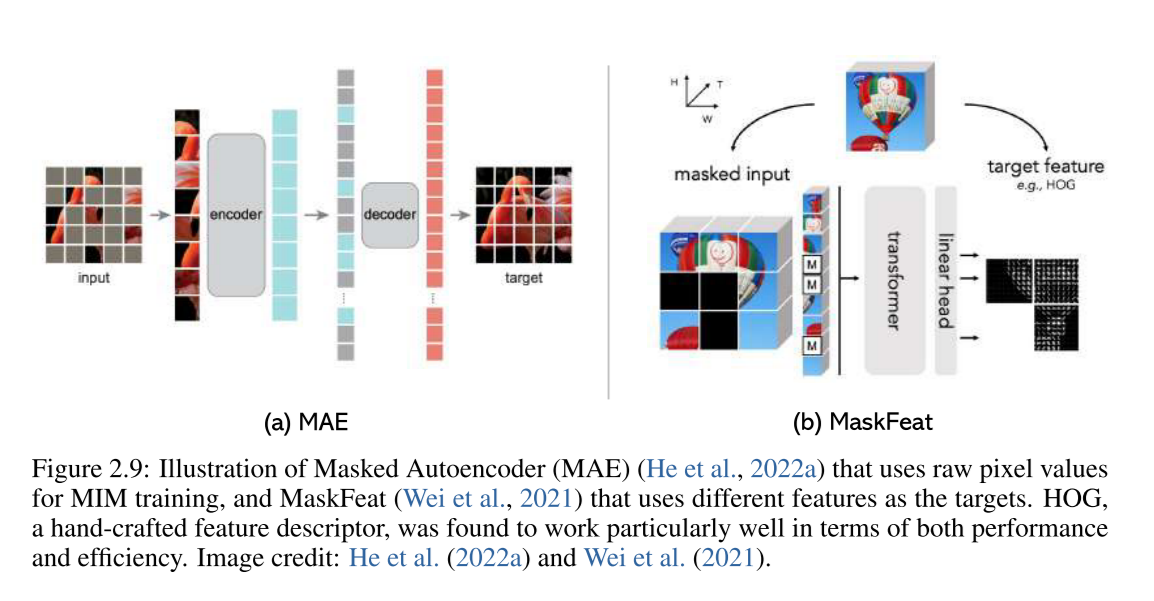 input
encoder
decoder
target
(a) MAE
H
T
W
masked input
target feature
e.g., HOG
M
M
M
transformer
linear head
(b) MaskFeat
Figure 2.9: Illustration of Masked Autoencoder (MAE) (He et al., 2022a) that uses raw pixel values
for MIM training, and MaskFeat (Wei et al., 2021) that uses different features as the targets. HOG,
a hand-crafted feature descriptor, was found to work particularly well in terms of both performance
and efficiency. Image credit: He et al. (2022a) and Wei et al. (2021).